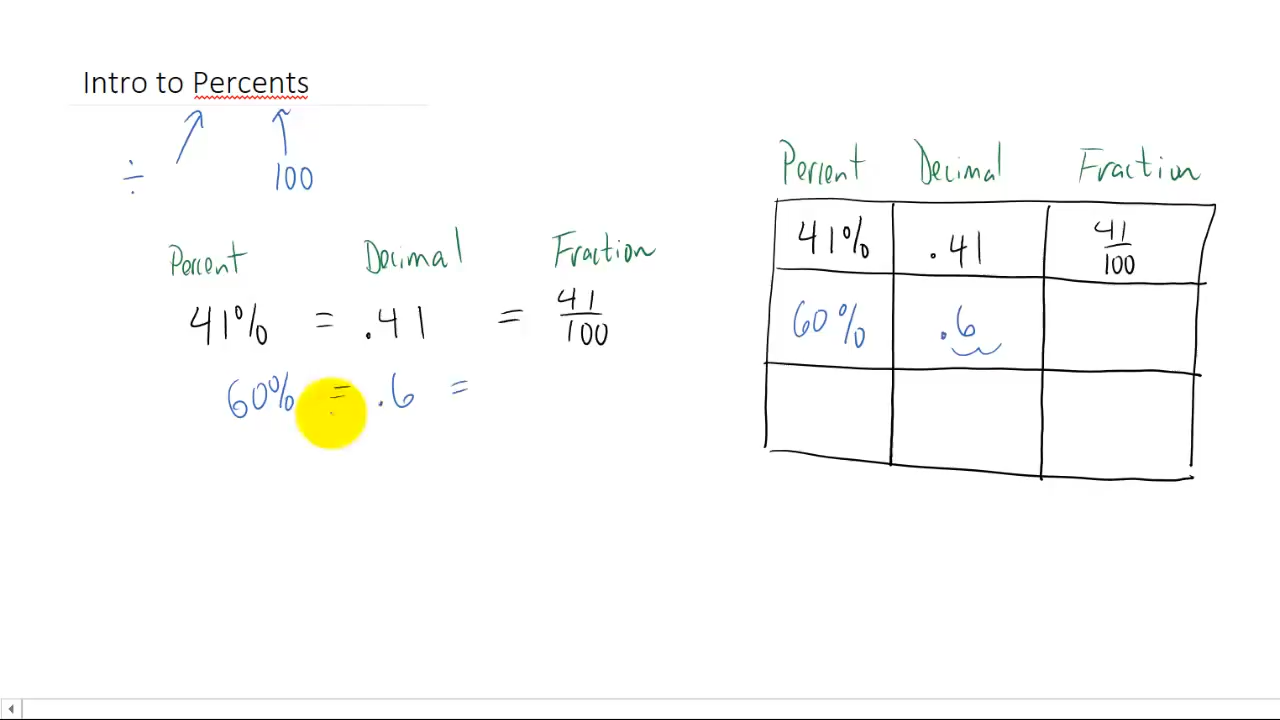 Intro to Percents
÷ 100
Percent Decimal Fraction
41% = .41 = 41/100
60% = .6 =
Percent Decimal Fraction
41% .41 41/100
60% .6